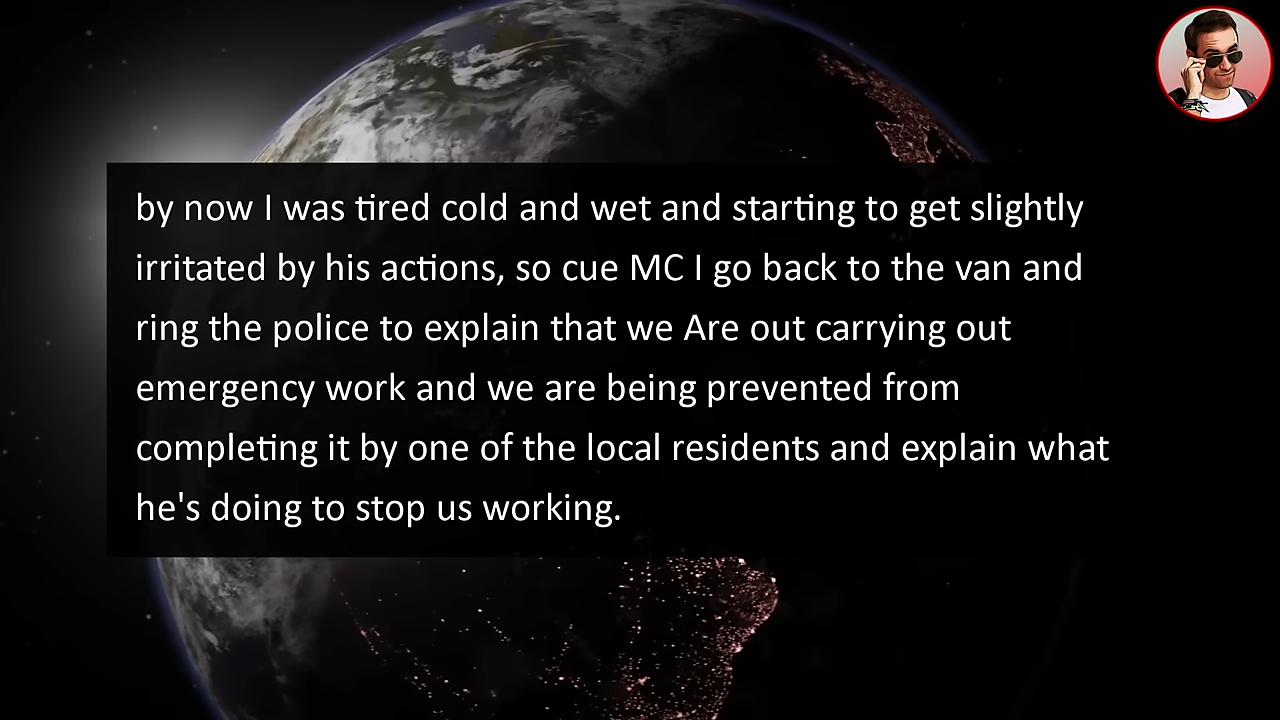 by now I was tired cold and wet and starting to get slightly
irritated by his actions, so cue MC I go back to the van and
ring the police to explain that we Are out carrying out
emergency work and we are being prevented from
completing it by one of the local residents and explain what
he's doing to stop us working.